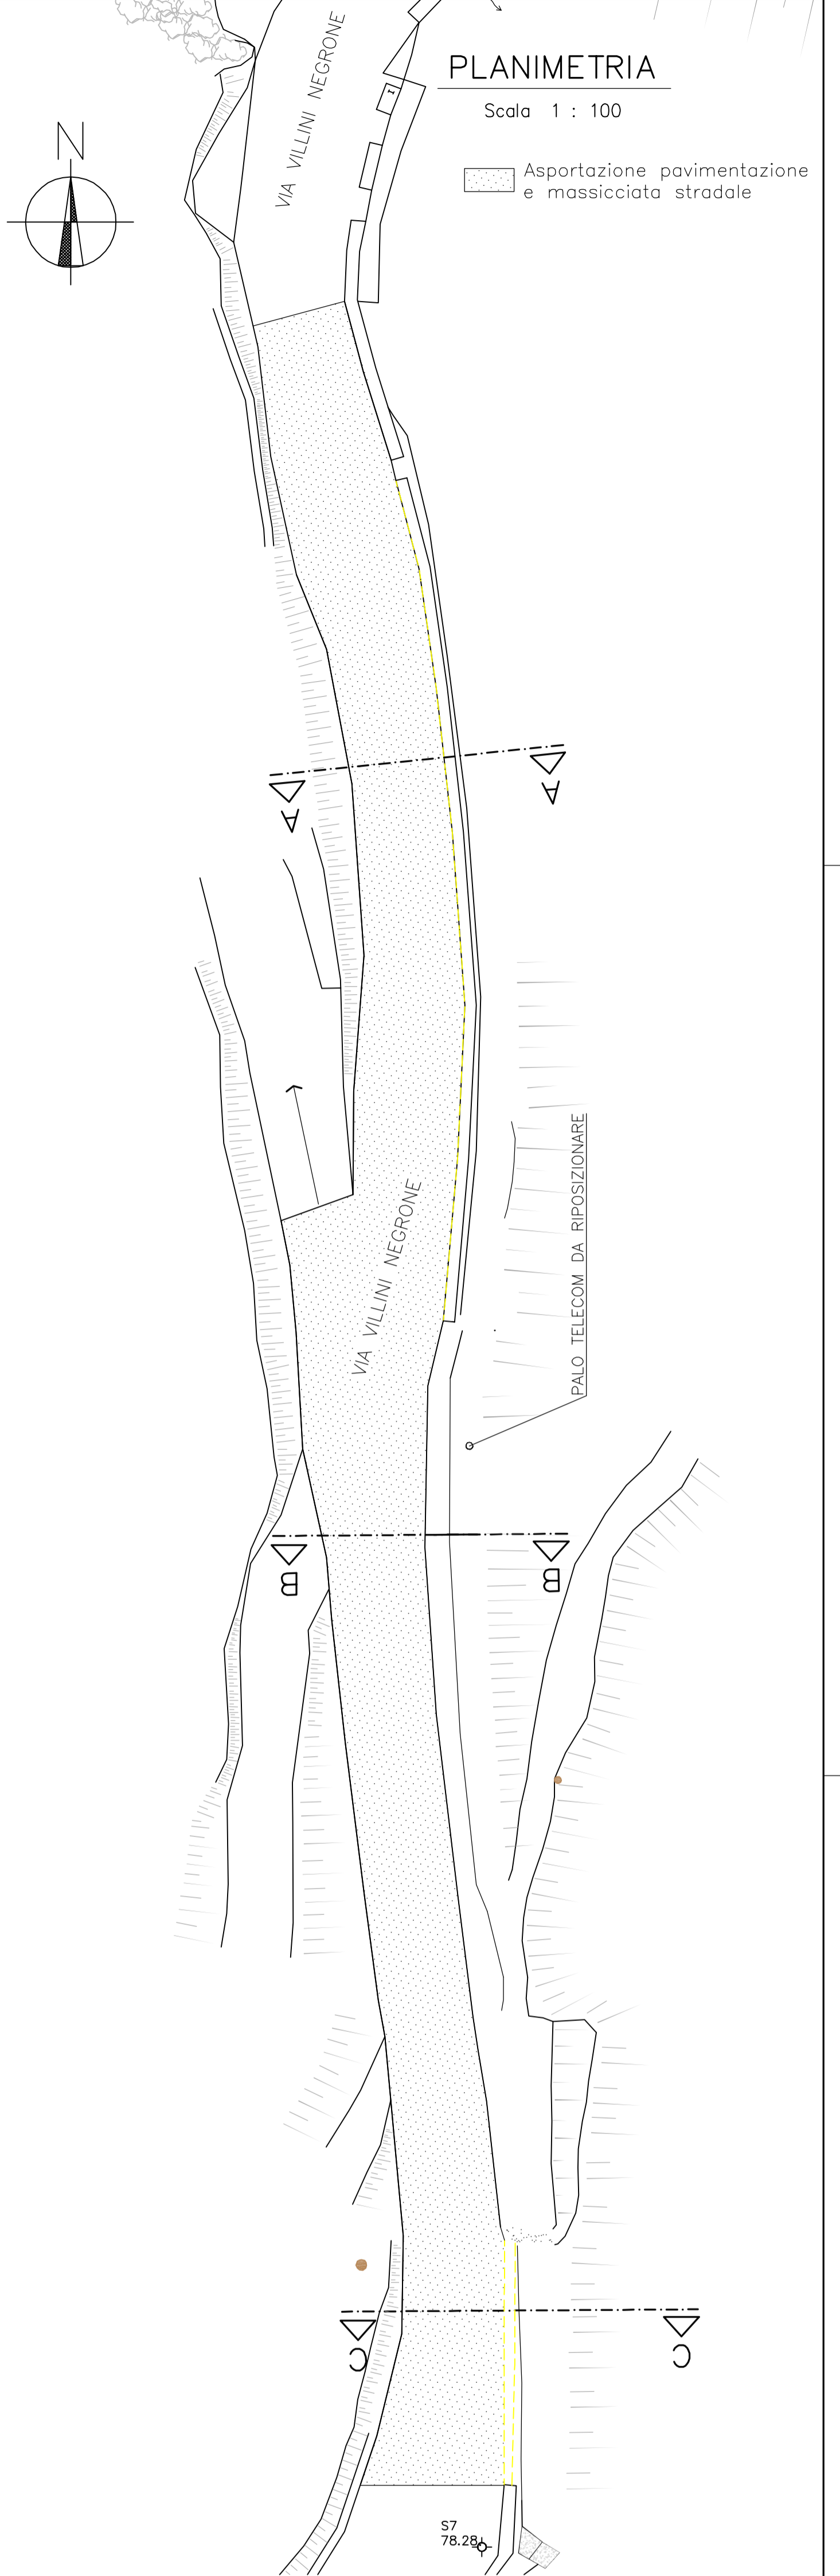 VIA VILLINI NEGRONE
PLANIMETRIA
Scala 1 : 100
Asportazione pavimentazione
e massicciata stradale
N
A
A
PALO TELECOM DA RIPOSIZIONARE
VIA VILLINI NEGRONE
B
B
C
C
S7
78.28